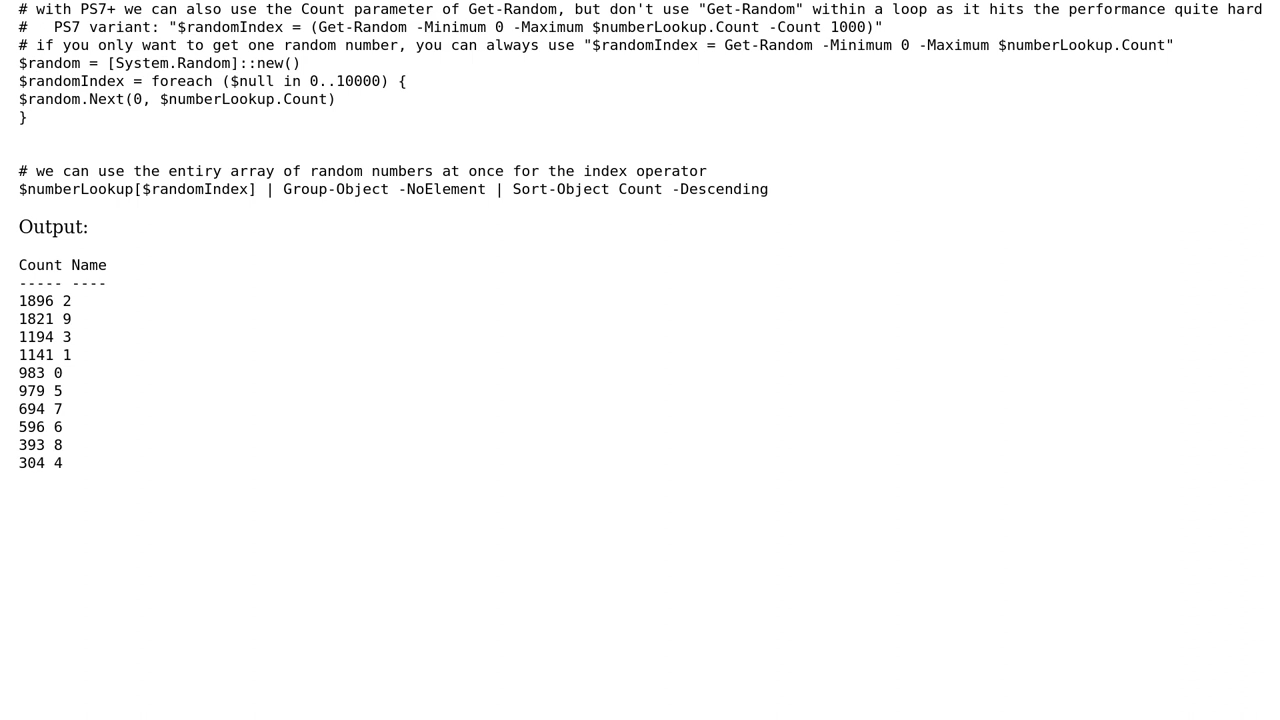 # with PS7+ we can also use the Count parameter of Get-Random, but don't use "Get-Random" within a loop as it hits the performance quite hard
#   PS7 variant: "$randomIndex = (Get-Random -Minimum 0 -Maximum $numberLookup.Count -Count 1000)"
# if you only want to get one random number, you can always use "$randomIndex = Get-Random -Minimum 0 -Maximum $numberLookup.Count"
$random = [System.Random]::new()
$randomIndex = foreach ($null in 0..10000) {
$random.Next(0, $numberLookup.Count)
}
# we can use the entiry array of random numbers at once for the index operator
$numberLookup[$randomIndex] | Group-Object -NoElement | Sort-Object Count -Descending
Output:
Count Name
----- ----
1896 2
1821 9
1194 3
1141 1
983 0
979 5
694 7
596 6
393 8
304 4